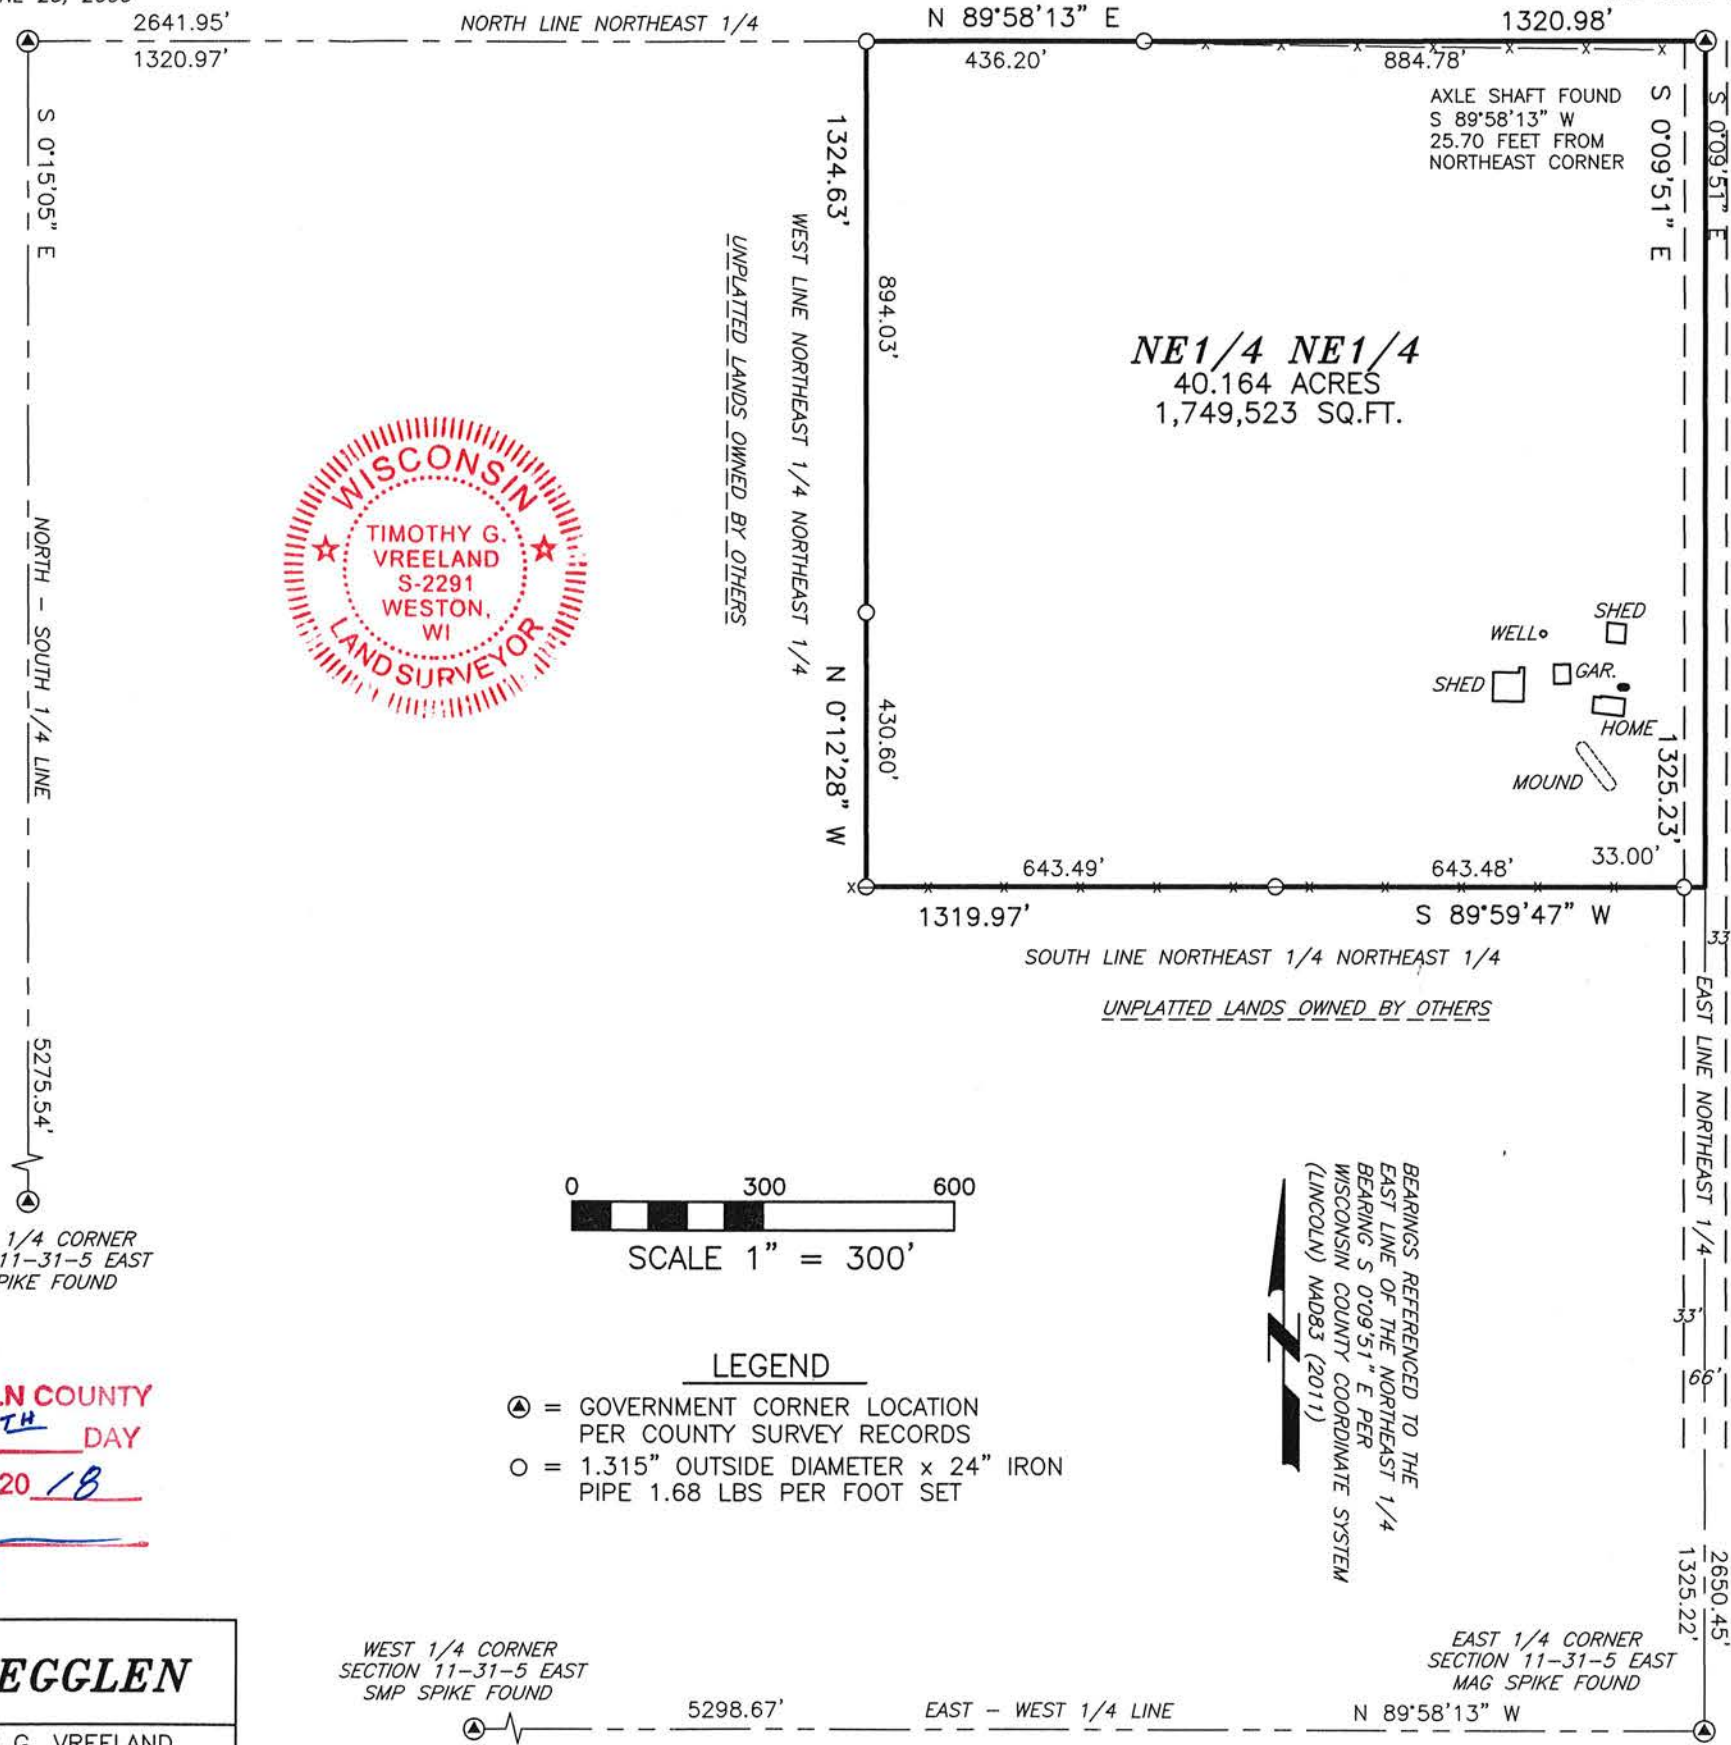 2641.95'
NORTH LINE NORTHEAST 1/4
N 89°58'13" E
1320.98'
1320.97'
436.20'
884.78'
AXLE SHAFT FOUND
S 89°58'13" W
25.70 FEET FROM
NORTHEAST CORNER
S 0°09'51" E
S 0°09'51" E
S 0°15'05" E
NORTH - SOUTH 1/4 LINE
5275.54'
1324.63'
894.03'
WEST LINE NORTHEAST 1/4 NORTHEAST 1/4
UNPLATTED LANDS OWNED BY OTHERS
N 0°12'28" W
430.60'
NE1/4 NE1/4
40.164 ACRES
1,749,523 SQ.FT.
WISCONSIN
TIMOTHY G.
VREELAND
S-2291
WESTON,
WI
LAND SURVEYOR
SHED
WELL
GAR.
SHED
HOME
MOUND
1325.23'
643.49'
643.48'
33.00'
1319.97'
S 89°59'47" W
SOUTH LINE NORTHEAST 1/4 NORTHEAST 1/4
UNPLATTED LANDS OWNED BY OTHERS
33
EAST LINE NORTHEAST 1/4
33'
66'
2650.45'
1325.22'
1/4 CORNER
11-31-5 EAST
PIKE FOUND
0 300 600
SCALE 1" = 300'
BEARINGS REFERENCED TO THE
EAST LINE OF THE NORTHEAST 1/4
BEARING S 0°09'51" E PER
WISCONSIN COUNTY COORDINATE SYSTEM
(LINCOLN) NAD83 (2011)
LEGEND
= GOVERNMENT CORNER LOCATION
PER COUNTY SURVEY RECORDS
= 1.315" OUTSIDE DIAMETER x 24" IRON
PIPE 1.68 LBS PER FOOT SET
LN COUNTY
TH DAY
20 18
EGGLEN
G. VREELAND
WEST 1/4 CORNER
SECTION 11-31-5 EAST
SMP SPIKE FOUND
EAST 1/4 CORNER
SECTION 11-31-5 EAST
MAG SPIKE FOUND
5298.67'
EAST - WEST 1/4 LINE
N 89°58'13" W